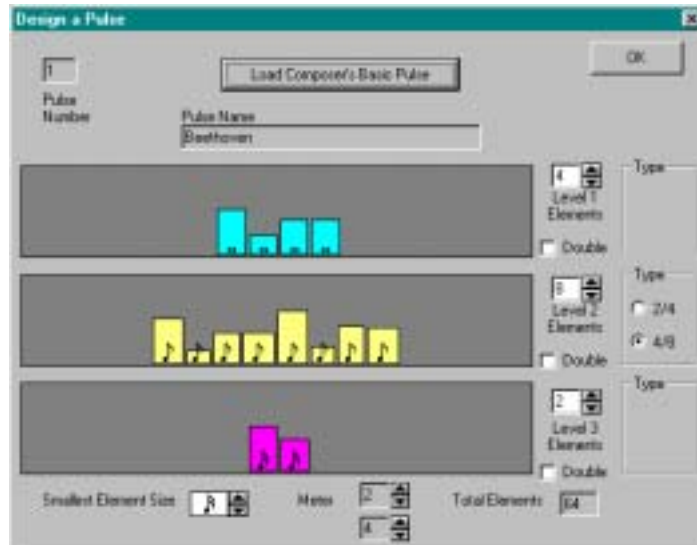 Design a Pulse
1
Load Composer's Basic Pulse
OK
Pulse
Number
Pulse Name
Beethoven
4
Level 1
Elements
Double
Type
8
Level 2
Elements
Double
Type
2/4
4/8
2
Level 3
Elements
Double
Type
Smallest Element Size
Meter
2
4
Total Elements
64